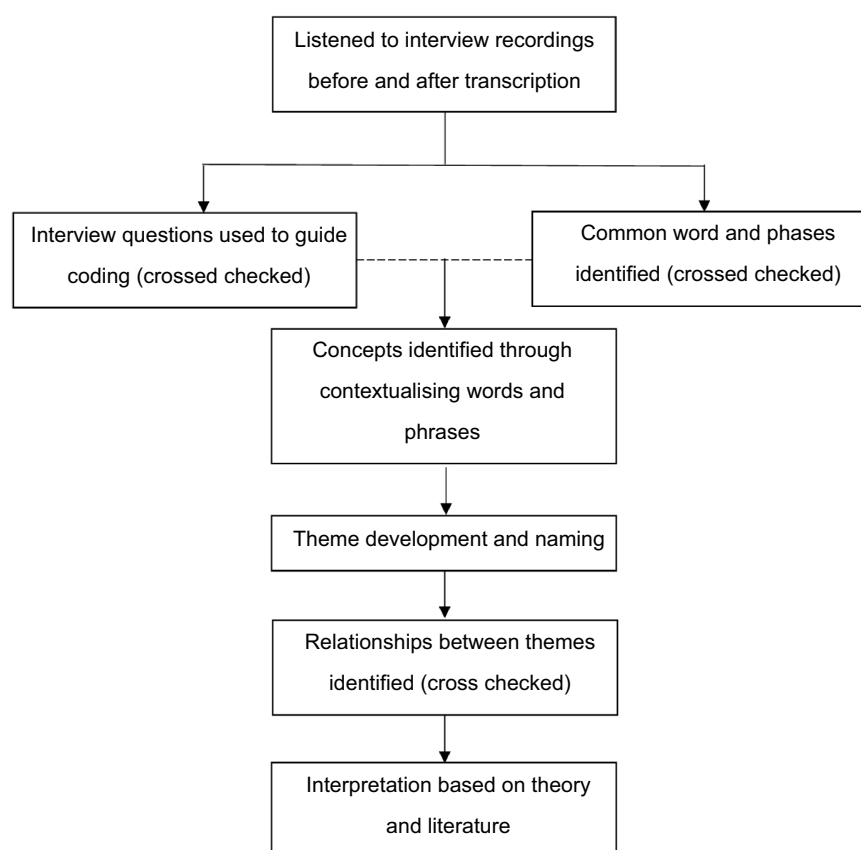 Listened to interview recordings
before and after transcription
Interview questions used to guide
coding (crossed checked)
Common word and phases
identified (crossed checked)
Concepts identified through
contextualising words and
phrases
Theme development and naming
Relationships between themes
identified (cross checked)
Interpretation based on theory
and literature